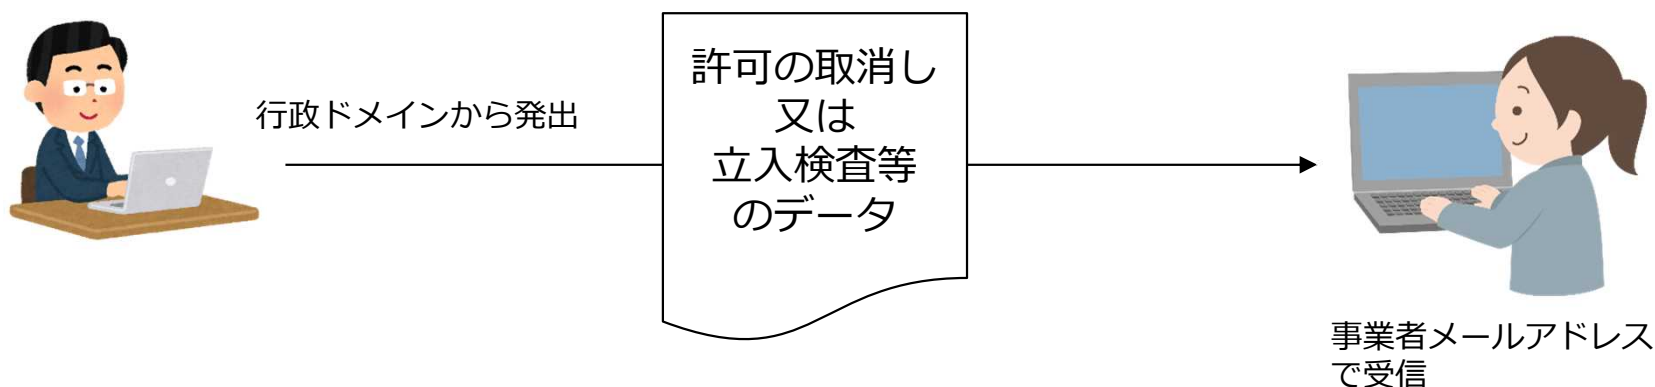 行政ドメインから発出
許可の取消し
又は
立入検査等
のデータ
事業者メールアドレス
で受信